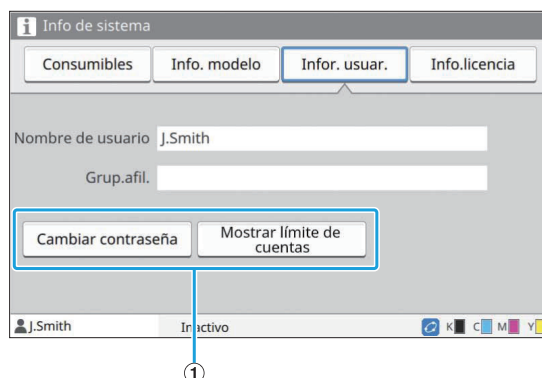 i Info de sistema
Consumibles Info. modelo Infor. usuar. Info.licencia
Nombre de usuario J.Smith
Grup.afil.
Cambiar contraseña Mostrar límite de
cuentas
J.Smith Inactivo K C M Y
1